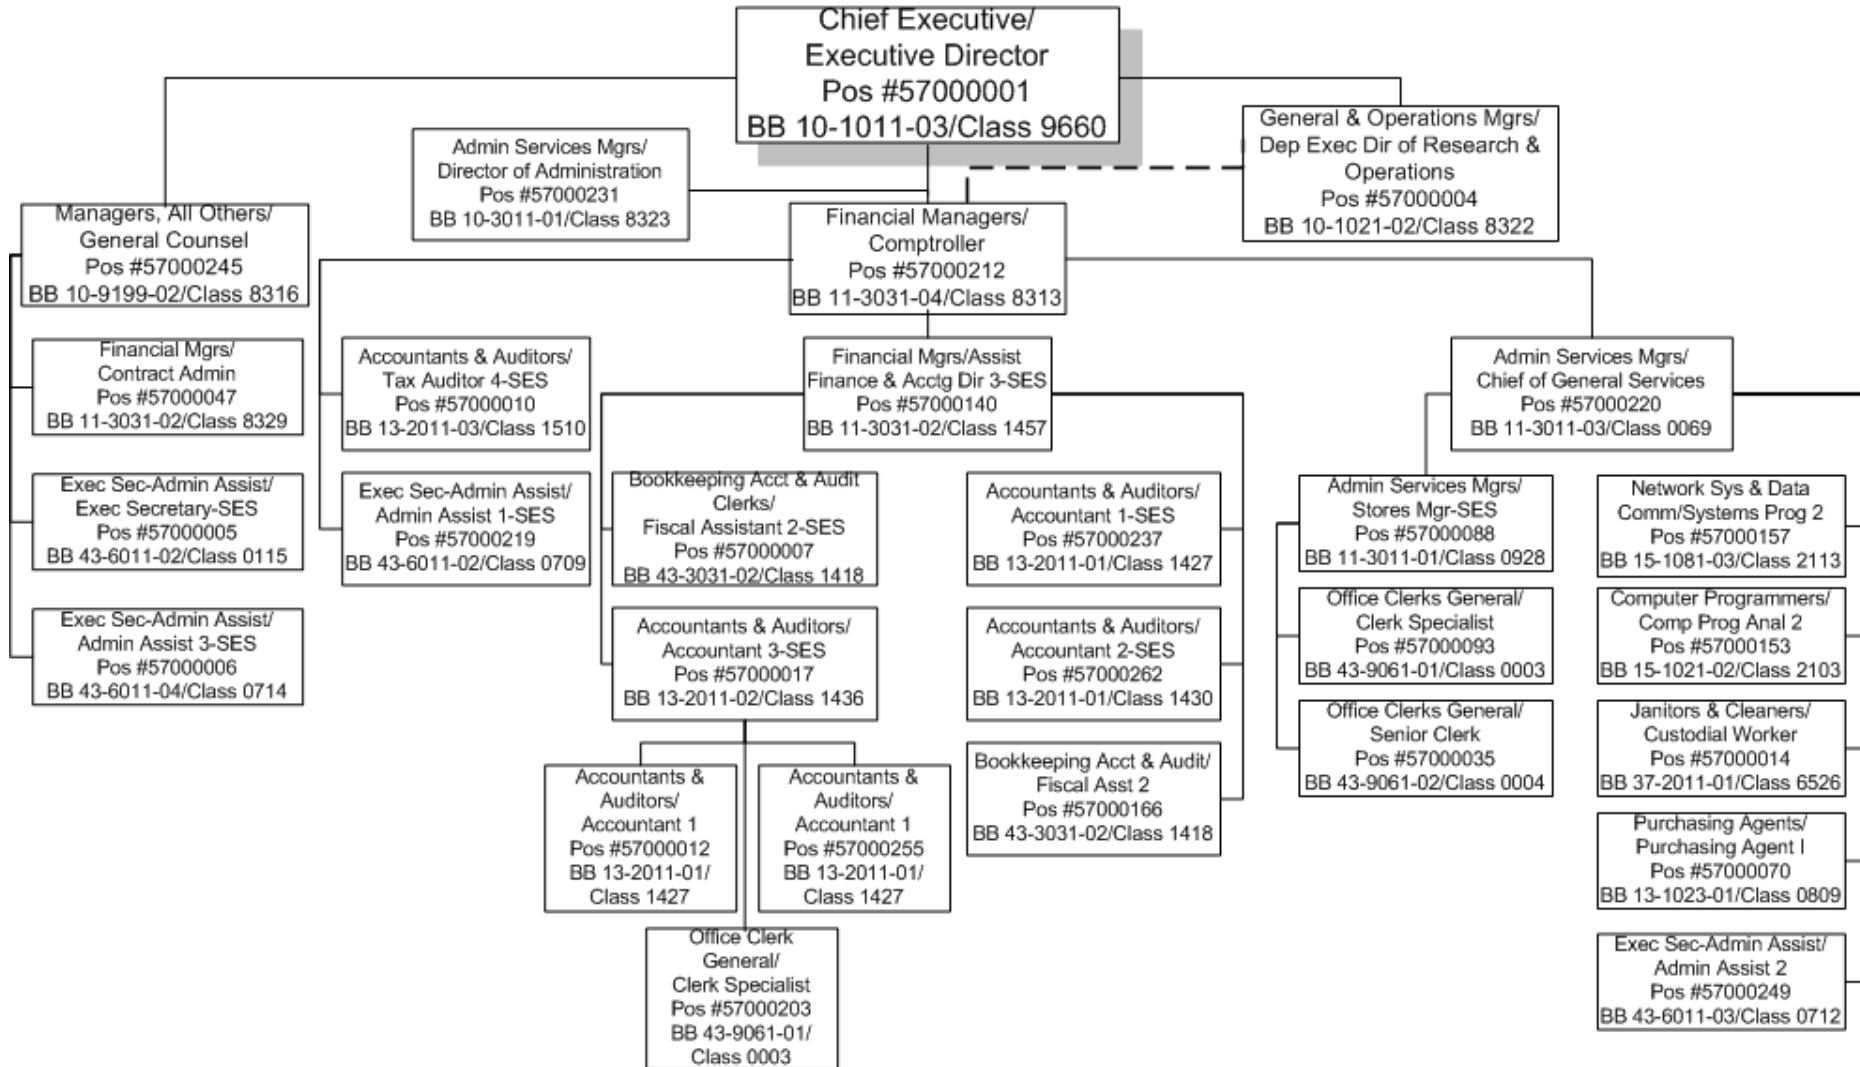 Chief Executive/
Executive Director
Pos #57000001
BB 10-1011-03/Class 9660
General & Operations Mgrs/
Dep Exec Dir of Research &
Operations
Pos #57000004
BB 10-1021-02/Class 8322
Admin Services Mgrs/
Director of Administration
Pos #57000231
BB 10-3011-01/Class 8323
Managers, All Others/
General Counsel
Pos #57000245
BB 10-9199-02/Class 8316
Financial Managers/
Comptroller
Pos #57000212
BB 11-3031-04/Class 8313
Financial Mgrs/
Contract Admin
Pos #57000047
BB 11-3031-02/Class 8329
Accountants & Auditors/
Tax Auditor 4-SES
Pos #57000010
BB 13-2011-03/Class 1510
Financial Mgrs/Assist
Finance & Acctg Dir 3-SES
Pos #57000140
BB 11-3031-02/Class 1457
Admin Services Mgrs/
Chief of General Services
Pos #57000220
BB 11-3011-03/Class 0069
Exec Sec-Admin Assist/
Exec Secretary-SES
Pos #57000005
BB 43-6011-02/Class 0115
Exec Sec-Admin Assist/
Admin Assist 1-SES
Pos #57000219
BB 43-6011-02/Class 0709
Bookkeeping Acct & Audit
Clerks/
Fiscal Assistant 2-SES
Pos #57000007
BB 43-3031-02/Class 1418
Accountants & Auditors/
Accountant 1-SES
Pos #57000237
BB 13-2011-01/Class 1427
Admin Services Mgrs/
Stores Mgr-SES
Pos #57000088
BB 11-3011-01/Class 0928
Network Sys & Data
Comm/Systems Prog 2
Pos #57000157
BB 15-1081-03/Class 2113
Exec Sec-Admin Assist/
Admin Assist 3-SES
Pos #57000006
BB 43-6011-04/Class 0714
Accountants & Auditors/
Accountant 3-SES
Pos #57000017
BB 13-2011-02/Class 1436
Accountants & Auditors/
Accountant 2-SES
Pos #57000262
BB 13-2011-01/Class 1430
Office Clerks General/
Clerk Specialist
Pos #57000093
BB 43-9061-01/Class 0003
Computer Programmers/
Comp Prog Anal 2
Pos #57000153
BB 15-1021-02/Class 2103
Office Clerks General/
Senior Clerk
Pos #57000035
BB 43-9061-02/Class 0004
Janitors & Cleaners/
Custodial Worker
Pos #57000014
BB 37-2011-01/Class 6526
Accountants &
Auditors/
Accountant 1
Pos #57000012
BB 13-2011-01/
Class 1427
Accountants &
Auditors/
Accountant 1
Pos #57000255
BB 13-2011-01/
Class 1427
Bookkeeping Acct & Audit/
Fiscal Asst 2
Pos #57000166
BB 43-3031-02/Class 1418
Purchasing Agents/
Purchasing Agent I
Pos #57000070
BB 13-1023-01/Class 0809
Office Clerk
General/
Clerk Specialist
Pos #57000203
BB 43-9061-01/
Class 0003
Exec Sec-Admin Assist/
Admin Assist 2
Pos #57000249
BB 43-6011-03/Class 0712